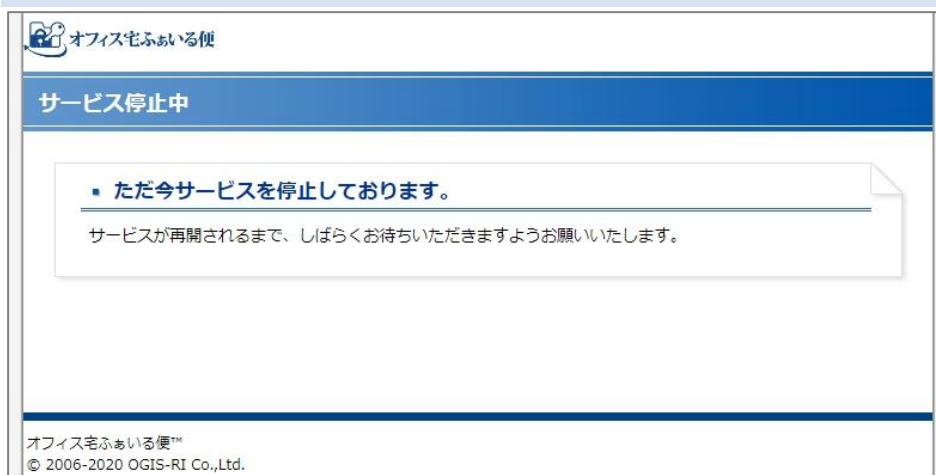 オフィス宅ふぁいる便
サービス停止中
ただ今サービスを停止しております。
サービスが再開されるまで、しばらくお待ちいただきますようお願いいたします。
オフィス宅ふぁいる便™
© 2006-2020 OGIS-RI Co.,Ltd.